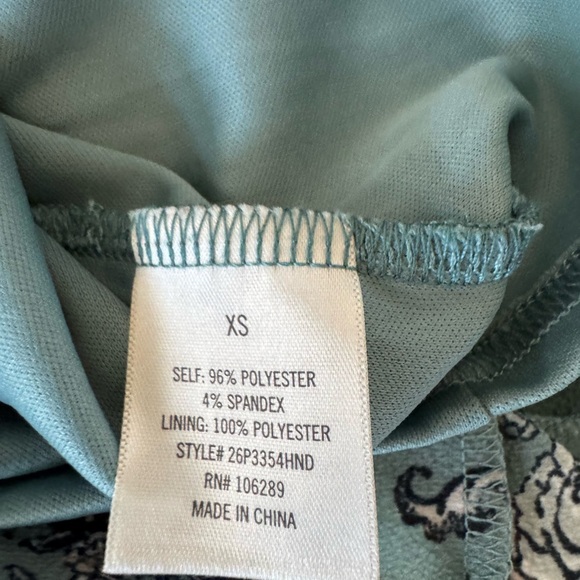 XS
SELF: 96% POLYESTER
4% SPANDEX
LINING: 100% POLYESTER
STYLE# 26P3354HND
RN# 106289
MADE IN CHINA